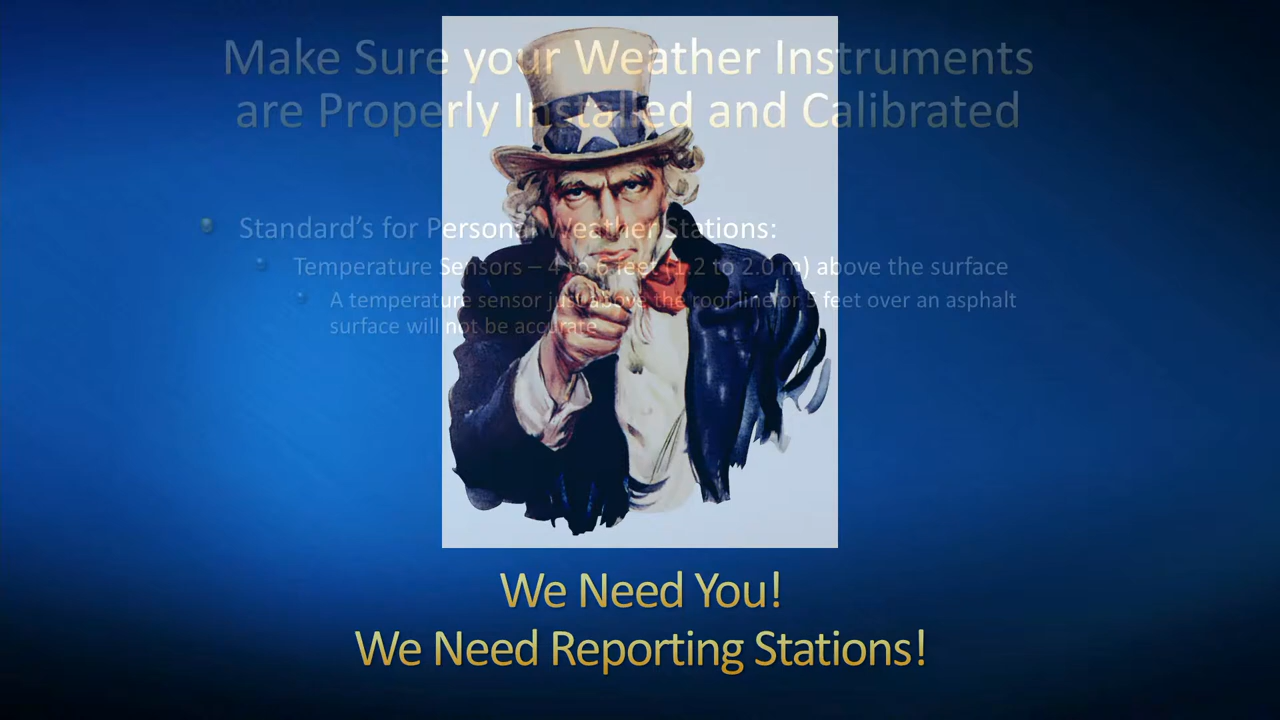 Make Sure your Weather Instruments
are Properly Installed and Calibrated
Standard's for Personal Weather Stations:
Temperature Sensors – 4 to 6 feet (1.2 to 2.0 m) above the surface
A temperature sensor just above the roof line or 5 feet over an asphalt
surface will not be accurate
We Need You!
We Need Reporting Stations!